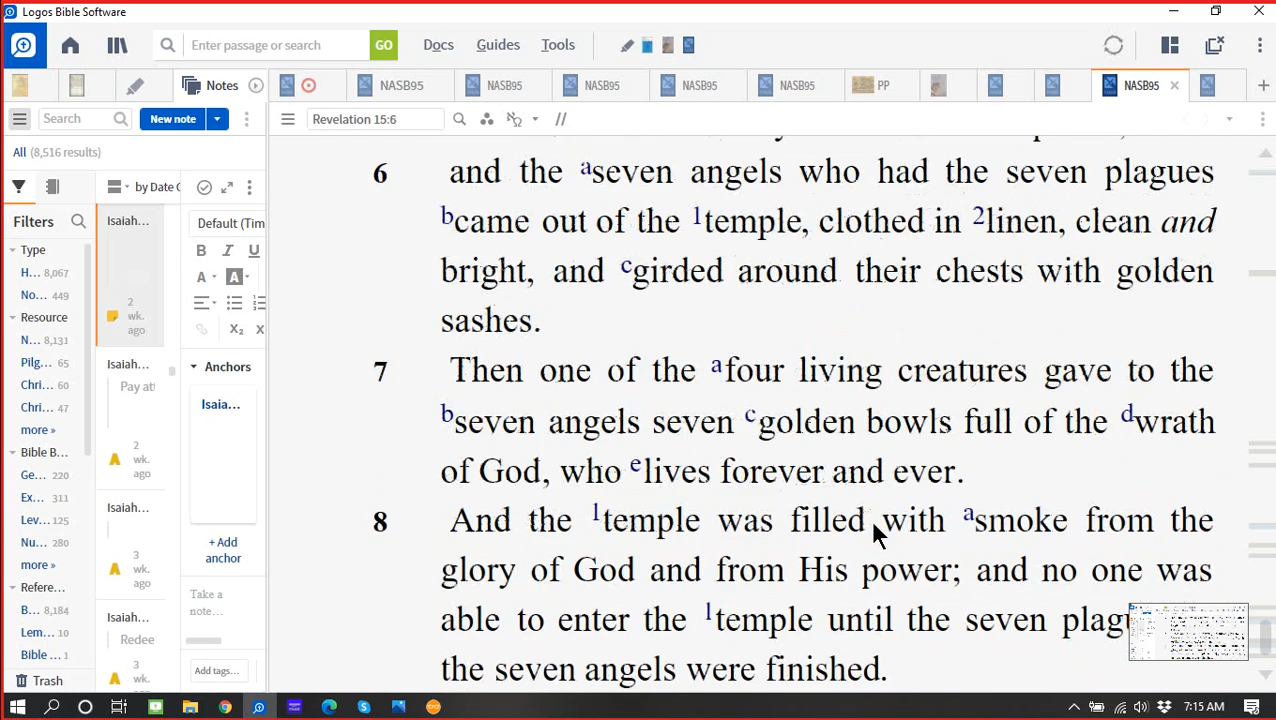 Logos Bible Software
Enter passage or search GO Docs Guides Tools
Notes NASB95 NASB95 NASB95 NASB95 NASB95 PP NASB95
Search New note Revelation 15:6 //
All (8,516 results)
by Date
Filters
Type
H... 8,067
No... 449
Resource
N... 8,131
Pilg... 65
Chri... 60
Chri... 47
more »
Bible B...
Ge... 220
Ex... 311
Lev... 125
Nu... 268
more »
Refere...
B... 8,184
Lem... 10
Bible ... 1
Trash
Isaiah...
2
wk.
ago
Isaiah...
Pay at
2
wk.
ago
Isaiah...
3
wk.
ago
Isaiah...
Redee
3
wk.
ago
Default (Tim
B I U
A A
X₂ X
Anchors
Isaia...
+ Add
anchor
Take a
note...
Add tags...
6 and the aseven angels who had the seven plagues
bcame out of the 1temple, clothed in 2linen, clean and
bright, and cgirded around their chests with golden
sashes.
7 Then one of the afour living creatures gave to the
bseven angels seven cgolden bowls full of the dwrath
of God, who elives forever and ever.
8 And the 1temple was filled with asmoke from the
glory of God and from His power; and no one was
able to enter the 1temple until the seven plag
the seven angels were finished.
7:15 AM